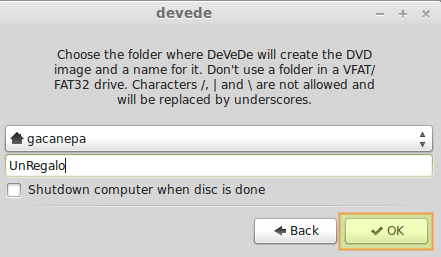 devede
Choose the folder where DeVeDe will create the DVD
image and a name for it. Don't use a folder in a VFAT/
FAT32 drive. Characters /, | and \ are not allowed and
will be replaced by underscores.
gacanepa
UnRegalo
Shutdown computer when disc is done
Back OK